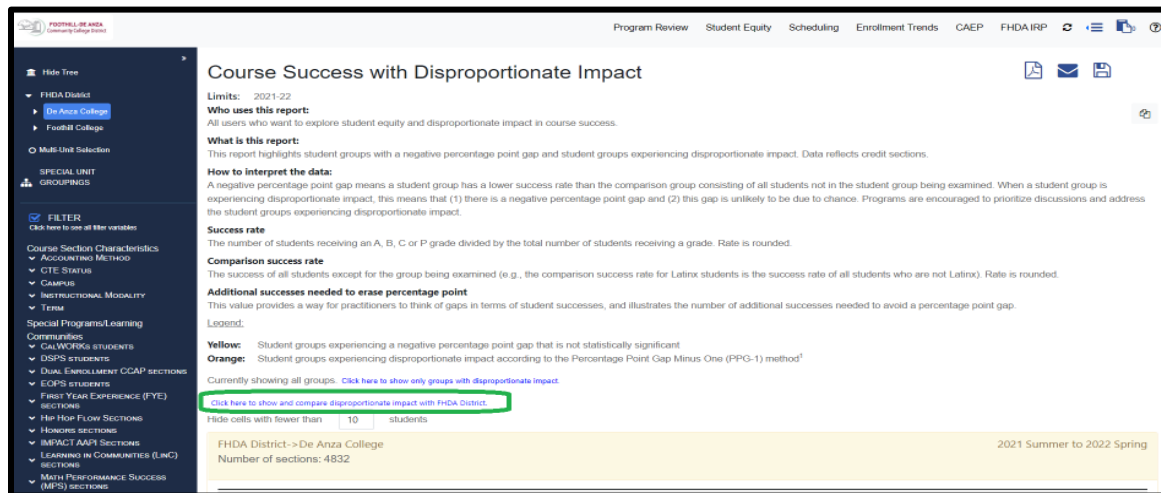 FOOTHILL-DE ANZA
Community College District
Program Review Student Equity Scheduling Enrollment Trends CAEP FHDA IRP
Hide Tree
FHDA District
De Anza College
Foothill College
Multi-Unit Selection
SPECIAL UNIT
GROUPINGS
FILTER
Click here to see all filter variables
Course Section Characteristics
ACCOUNTING METHOD
CTE STATUS
CAMPUS
INSTRUCTIONAL MODALITY
TERM
Special Programs/Learning
Communities
CALWORKS STUDENTS
DSPS STUDENTS
DUAL ENROLLMENT CCAP SECTIONS
EOPS STUDENTS
FIRST YEAR EXPERIENCE (FYE)
SECTIONS
HIP HOP FLOW SECTIONS
HONORS SECTIONS
IMPACT AAPI SECTIONS
LEARNING IN COMMUNITIES (LINC)
SECTIONS
MATH PERFORMANCE SUCCESS
(MPS) SECTIONS
Course Success with Disproportionate Impact
Limits: 2021-22
Who uses this report:
All users who want to explore student equity and disproportionate impact in course success.
What is this report:
This report highlights student groups with a negative percentage point gap and student groups experiencing disproportionate impact. Data reflects credit sections.
How to interpret the data:
A negative percentage point gap means a student group has a lower success rate than the comparison group consisting of all students not in the student group being examined. When a student group is
experiencing disproportionate impact, this means that (1) there is a negative percentage point gap and (2) this gap is unlikely to be due to chance. Programs are encouraged to prioritize discussions and address
the student groups experiencing disproportionate impact.
Success rate
The number of students receiving an A, B, C or P grade divided by the total number of students receiving a grade. Rate is rounded.
Comparison success rate
The success of all students except for the group being examined (e.g., the comparison success rate for Latinx students is the success rate of all students who are not Latinx). Rate is rounded.
Additional successes needed to erase percentage point
This value provides a way for practitioners to think of gaps in terms of student successes, and illustrates the number of additional successes needed to avoid a percentage point gap.
Legend:
Yellow: Student groups experiencing a negative percentage point gap that is not statistically significant
Orange: Student groups experiencing disproportionate impact according to the Percentage Point Gap Minus One (PPG-1) method¹
Currently showing all groups. Click here to show only groups with disproportionate impact.
Click here to show and compare disproportionate impact with FHDA District.
Hide cells with fewer than 10 students
FHDA District->De Anza College 2021 Summer to 2022 Spring
Number of sections: 4832